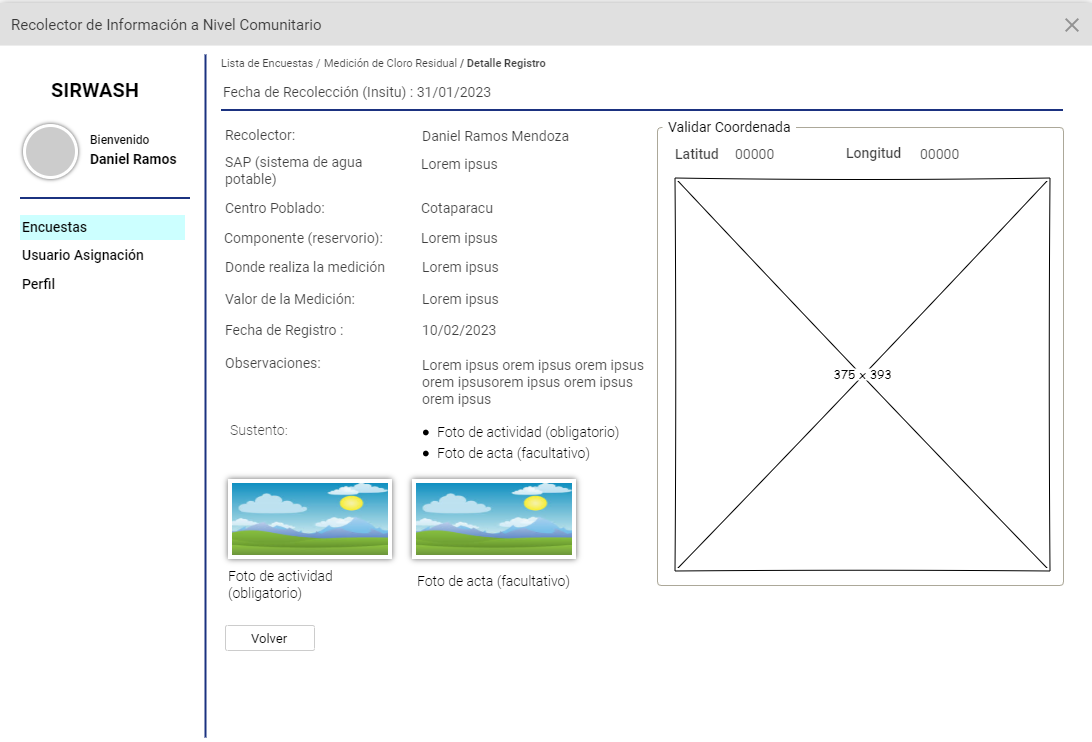 Recolector de Información a Nivel Comunitario
SIRWASH
Bienvenido
Daniel Ramos
Encuestas
Usuario Asignación
Perfil
Lista de Encuestas / Medición de Cloro Residual / Detalle Registro
Fecha de Recolección (Insitu) : 31/01/2023
Recolector: Daniel Ramos Mendoza
SAP (sistema de agua
potable)
Lorem ipsus
Centro Poblado: Cotaparacu
Componente (reservorio): Lorem ipsus
Donde realiza la medición Lorem ipsus
Valor de la Medición: Lorem ipsus
Fecha de Registro : 10/02/2023
Observaciones:
Lorem ipsus orem ipsus orem ipsus
orem ipsusorem ipsus orem ipsus
orem ipsus
Sustento:
• Foto de actividad (obligatorio)
• Foto de acta (facultativo)
Foto de actividad
(obligatorio)
Foto de acta (facultativo)
Volver
Validar Coordenada
Latitud 00000 Longitud 00000
375 × 393